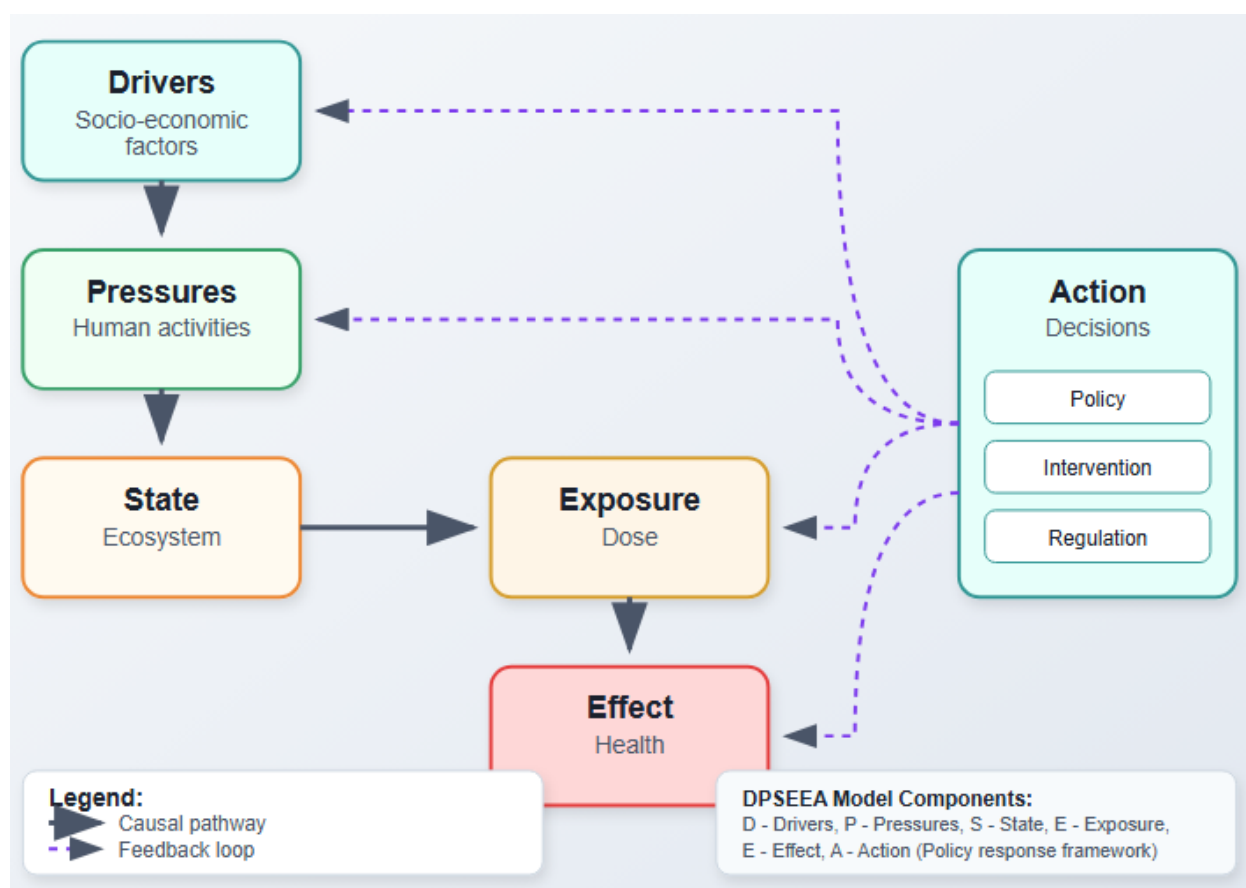 Drivers
Socio-economic
factors
Pressures
Human activities
Action
Decisions
Policy
Intervention
Regulation
State
Ecosystem
Exposure
Dose
Effect
Health
Legend:
Causal pathway
Feedback loop
DPSEEA Model Components:
D - Drivers, P - Pressures, S - State, E - Exposure,
E - Effect, A - Action (Policy response framework)